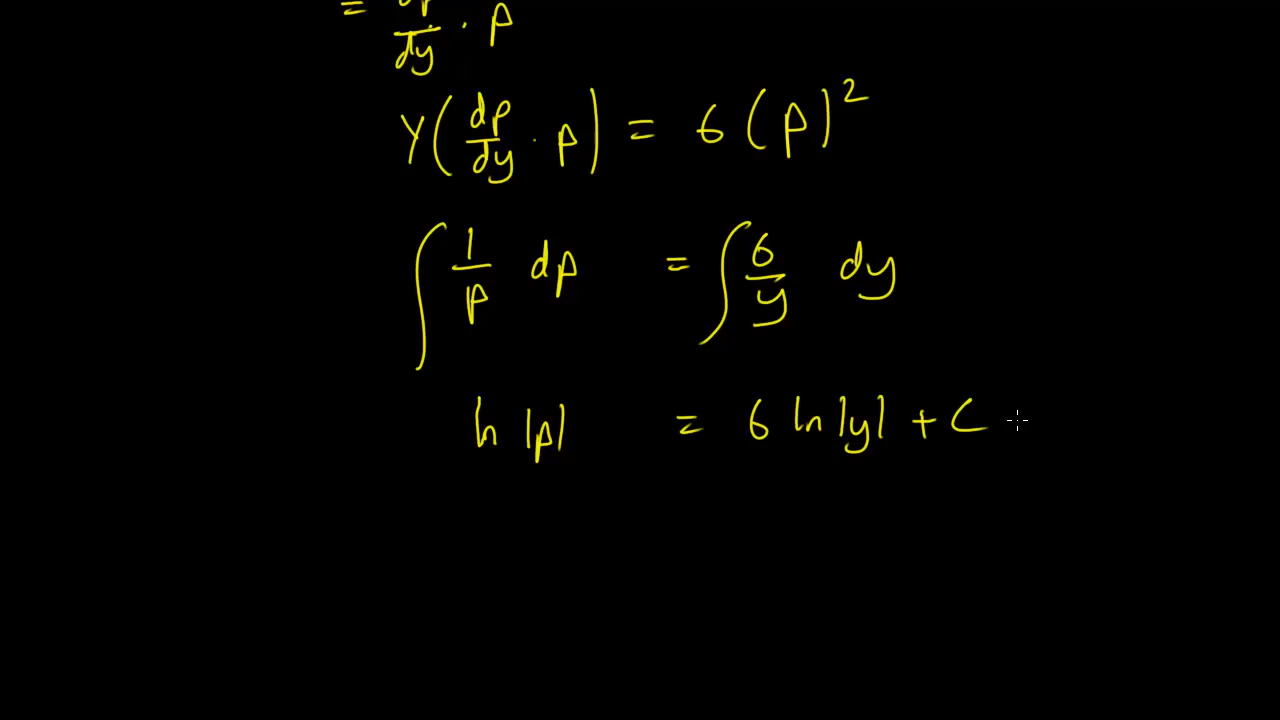 = dp/dy · p
y(dp/dy · p) = 6(p)²
∫ 1/p dp = ∫ 6/y dy
ln |p| = 6 ln |y| + C